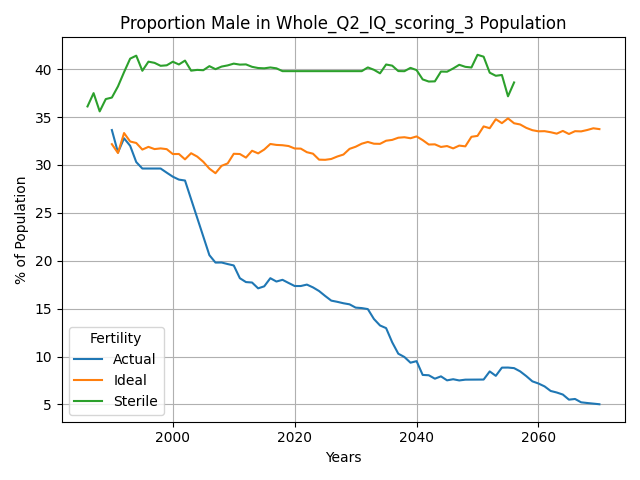 Proportion Male in Whole_Q2_IQ_scoring_3 Population
% of Population
40
35
30
25
20
15
10
5
Fertility
Actual
Ideal
Sterile
2000
2020
2040
2060
Years